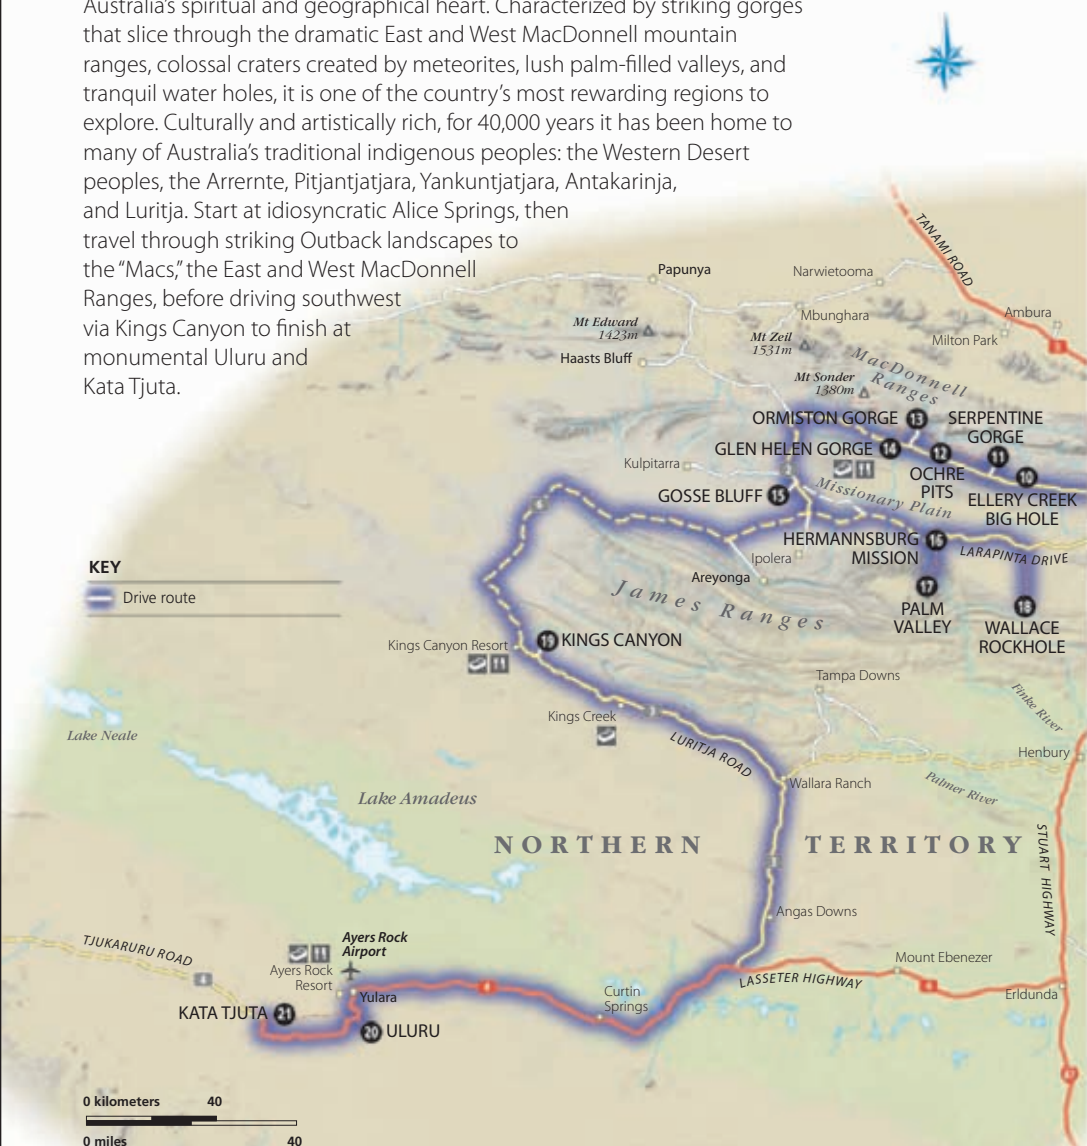 Australia's spiritual and geographical heart. Characterized by striking gorges
that slice through the dramatic East and West MacDonnell mountain
ranges, colossal craters created by meteorites, lush palm-filled valleys, and
tranquil water holes, it is one of the country's most rewarding regions to
explore. Culturally and artistically rich, for 40,000 years it has been home to
many of Australia's traditional indigenous peoples: the Western Desert
peoples, the Arrernte, Pitjantjatjara, Yankuntjatjara, Antakarinja,
and Luritja. Start at idiosyncratic Alice Springs, then
travel through striking Outback landscapes to
the "Macs," the East and West MacDonnell
Ranges, before driving southwest
via Kings Canyon to finish at
monumental Uluru and
Kata Tjuta.
TANAMI ROAD
Papunya
Narwietooma
Mbunghara
Ambura
Milton Park
5
Mt Edward
1423m
Mt Zeil
1531m
Haasts Bluff
MacDonnell
Ranges
Mt Sonder
1380m
ORMISTON GORGE 13
SERPENTINE
GORGE
11
GLEN HELEN GORGE 14
12
OCHRE
PITS
10
ELLERY CREEK
BIG HOLE
Kulpitarra
GOSSE BLUFF 15
Missionary Plain
HERMANNSBURG
MISSION
16
LARAPINTA DRIVE
Ipolera
Areyonga
17
PALM
VALLEY
18
WALLACE
ROCKHOLE
James Ranges
KEY
Drive route
Kings Canyon Resort
19 KINGS CANYON
Tampa Downs
Finke River
Kings Creek
3
LURITJA ROAD
Henbury
Lake Neale
Wallara Ranch
Palmer River
Lake Amadeus
NORTHERN TERRITORY
STUART HIGHWAY
3
Angas Downs
TJUKARURU ROAD
4
Ayers Rock
Airport
Ayers Rock
Resort
Yulara
4
Curtin
Springs
Mount Ebenezer
LASSETER HIGHWAY
4
Erldunda
KATA TJUTA 21
20 ULURU
87
0 kilometers 40
0 miles 40